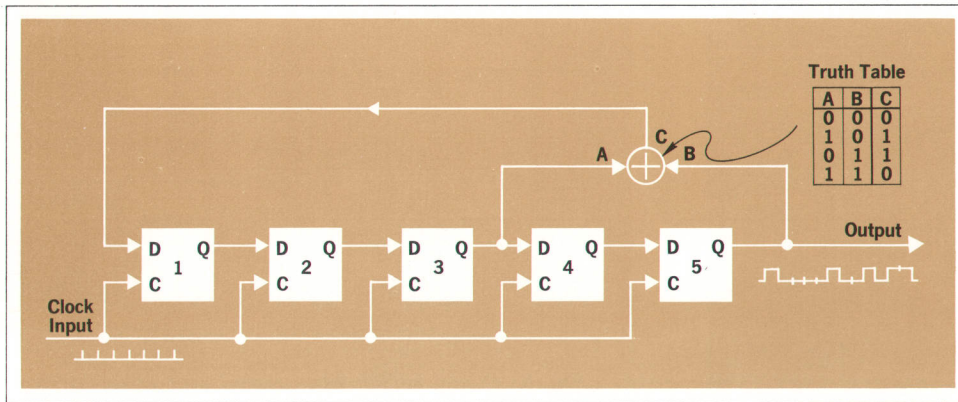 Truth Table
A B C
0 0 0
1 0 1
0 1 1
1 1 0
C
A
B
D Q
1
C
D Q
2
C
D Q
3
C
D Q
4
C
D Q
5
C
Output
Clock
Input